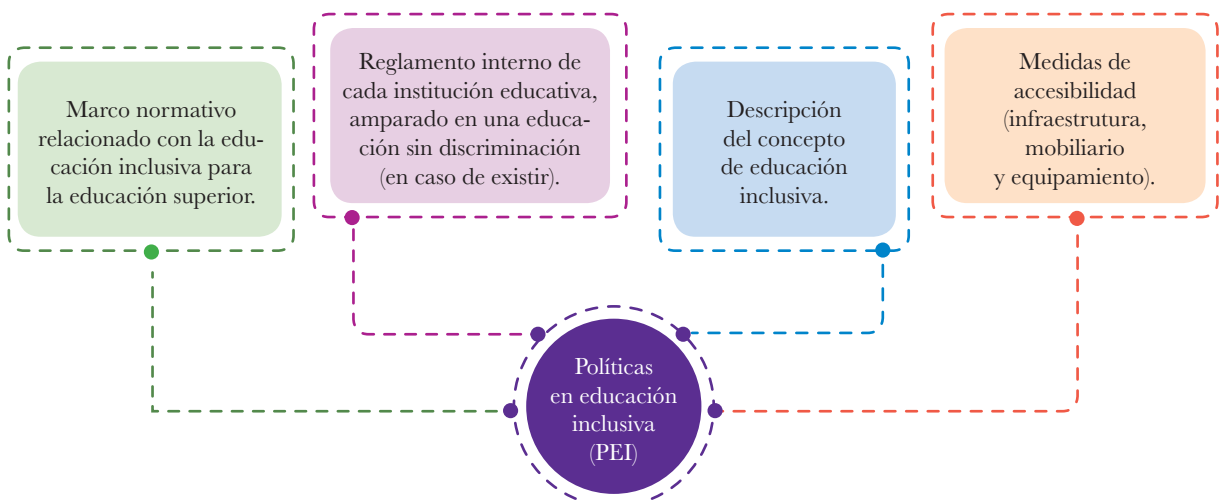 Marco normativo
relacionado con la edu-
cación inclusiva para
la educación superior.
Reglamento interno de
cada institución educativa,
amparado en una educa-
ción sin discriminación
(en caso de existir).
Descripción
del concepto
de educación
inclusiva.
Medidas de
accesibilidad
(infraestrutura,
mobiliario
y equipamiento).
Políticas
en educación
inclusiva
(PEI)